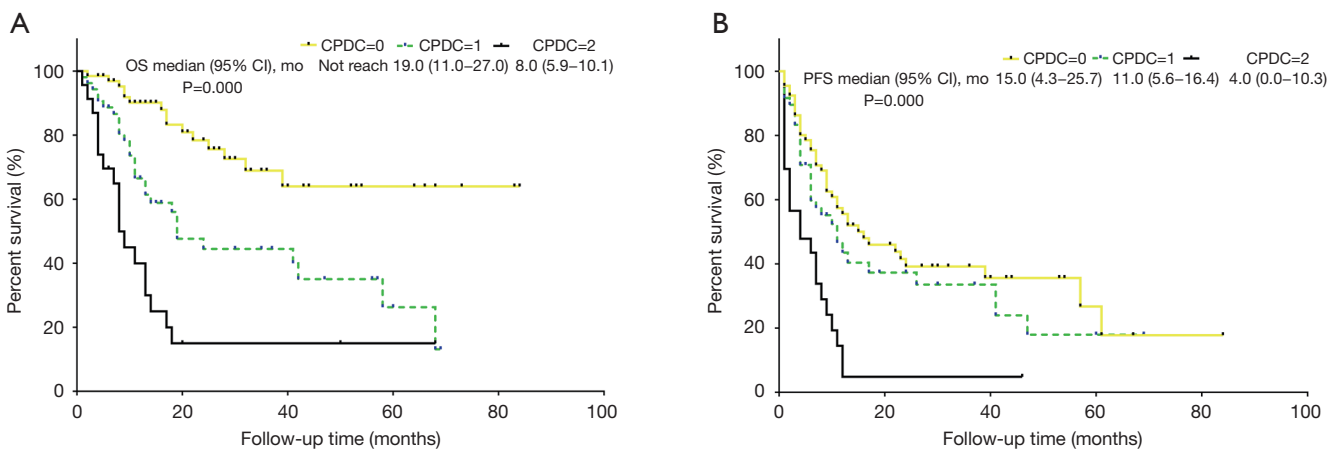 A
CPDC=0 CPDC=1 CPDC=2
OS median (95% CI), mo Not reach 19.0 (11.0–27.0) 8.0 (5.9–10.1)
P=0.000
Percent survival (%)
100
80
60
40
20
0
0 20 40 60 80 100
Follow-up time (months)
B
CPDC=0 CPDC=1 CPDC=2
PFS median (95% CI), mo 15.0 (4.3–25.7) 11.0 (5.6–16.4) 4.0 (0.0–10.3)
P=0.000
Percent survival (%)
100
80
60
40
20
0
0 20 40 60 80 100
Follow-up time (months)